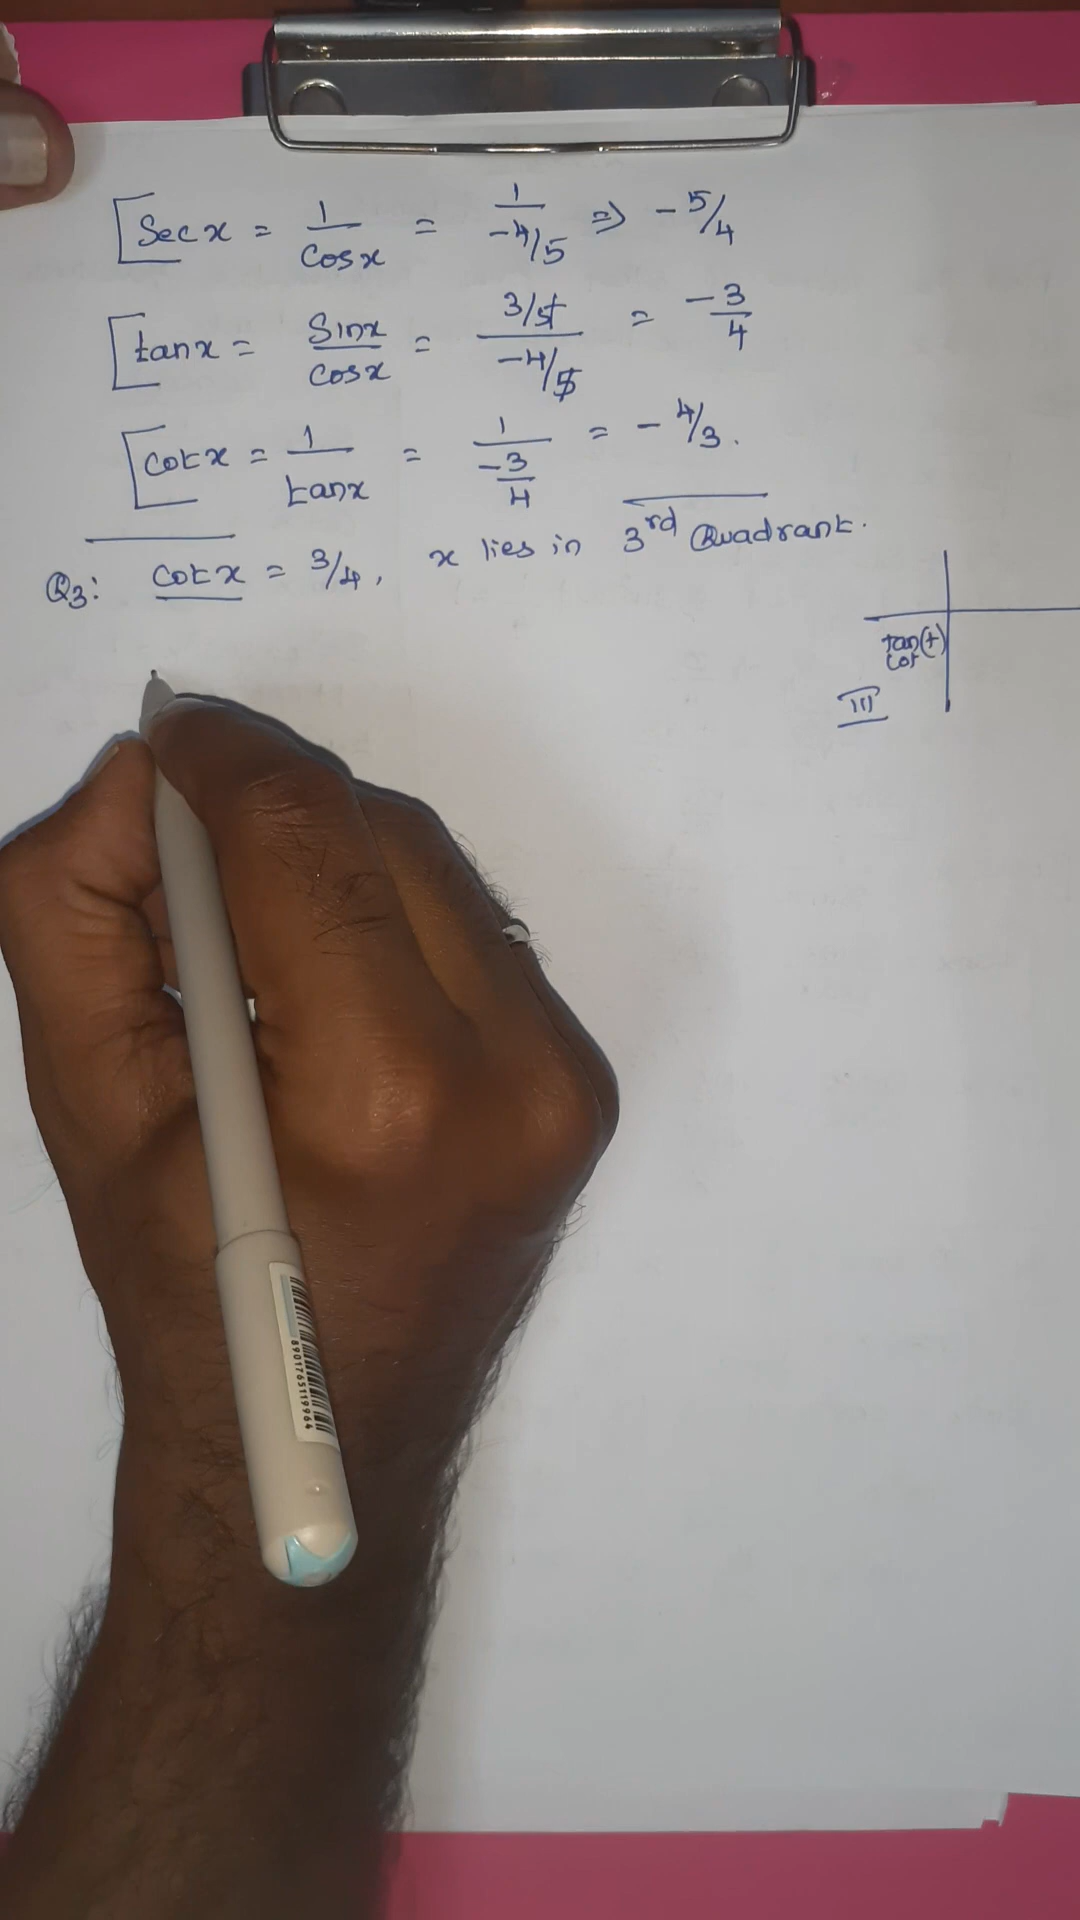 Sec x = 1/cos x = 1/(-4/5) => -5/4
tan x = Sin x/cos x = (3/5)/(-4/5) = -3/4
cot x = 1/tan x = 1/(-3/4) = -4/3.
Q3: cot x = 3/4, x lies in 3rd Quadrant.
tan (+)
cot
III
8901765119964